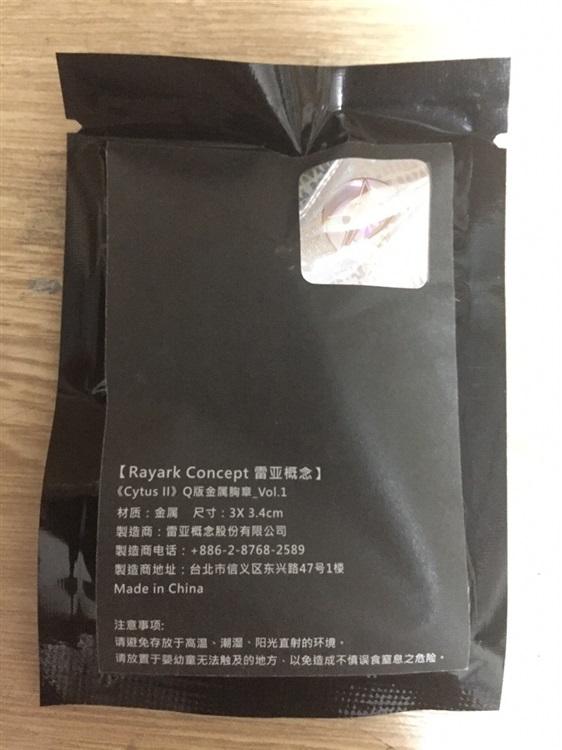 【Rayark Concept 雷亚概念】
《Cytus II》Q版金属胸章_Vol.1
材质：金属 尺寸：3X 3.4cm
製造商：雷亚概念股份有限公司
製造商电话：+886-2-8768-2589
製造商地址：台北市信义区东兴路47号1楼
Made in China
注意事项:
请避免存放于高温、潮湿、阳光直射的环境。
请放置于婴幼童无法触及的地方、以免造成不慎误食窒息之危险。